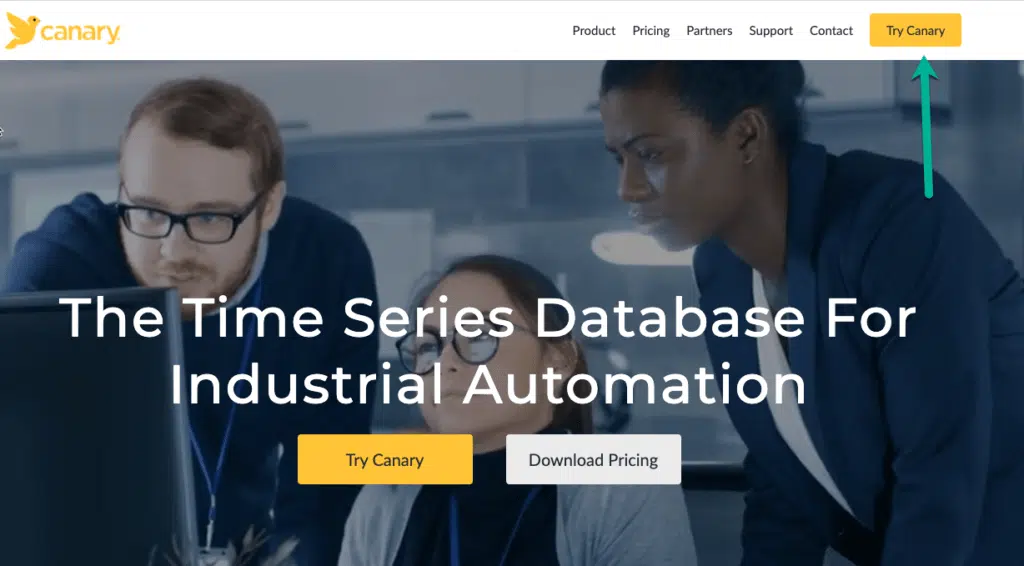 canary
Product Pricing Partners Support Contact Try Canary
The Time Series Database For
Industrial Automation
Try Canary Download Pricing